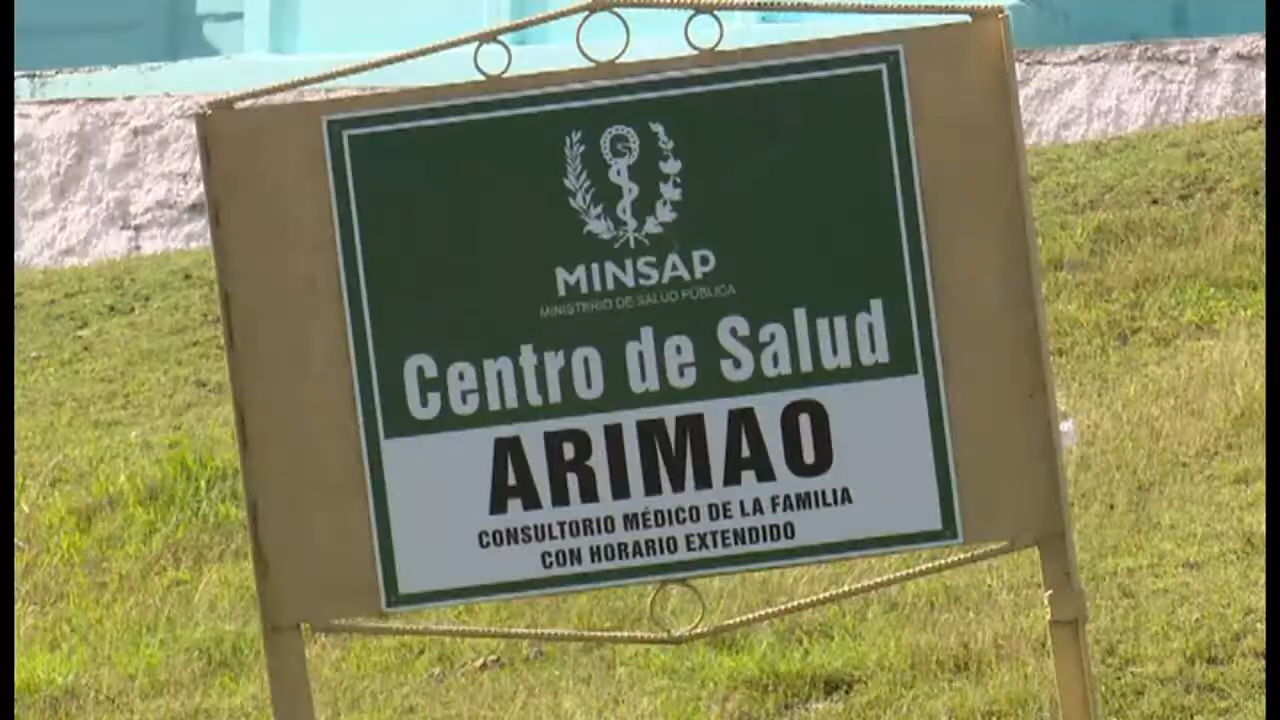 MINSAP
MINISTERIO DE SALUD PÚBLICA
Centro de Salud
ARIMAO
CONSULTORIO MÉDICO DE LA FAMILIA
CON HORARIO EXTENDIDO